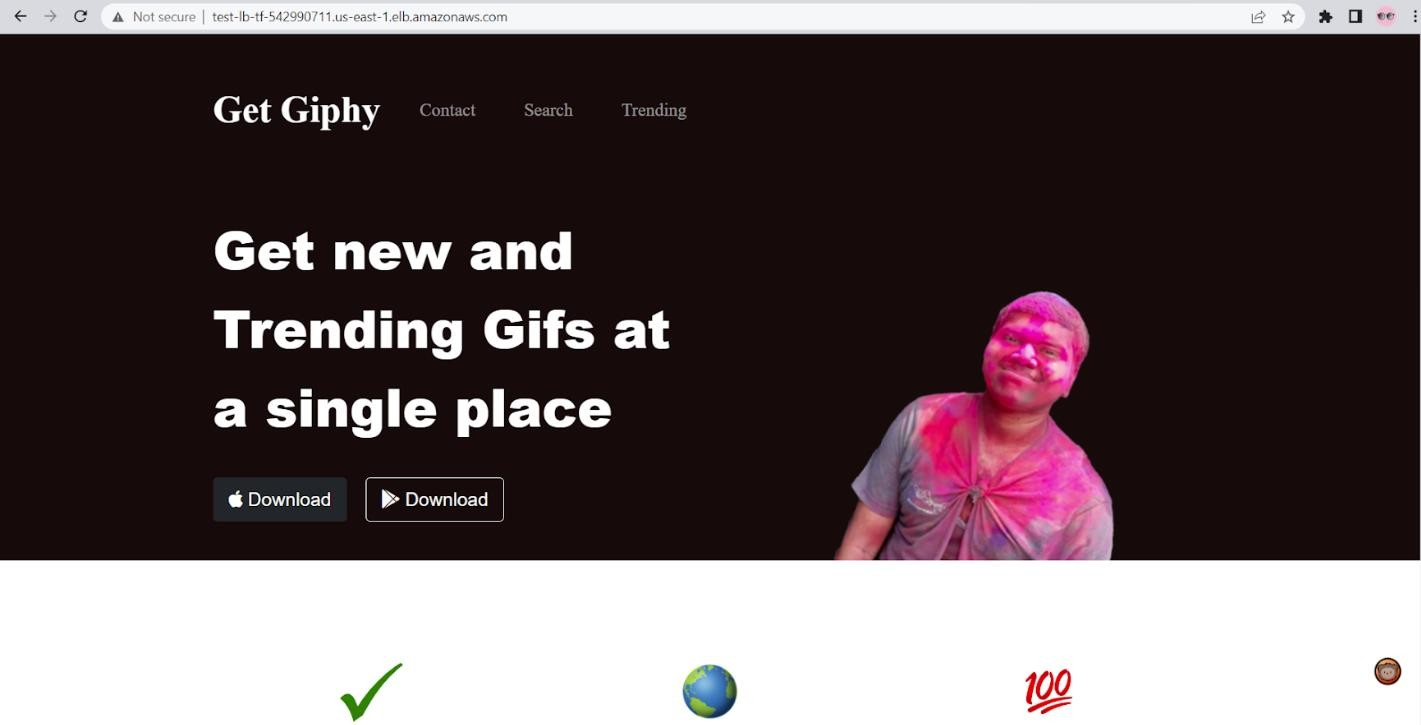 Not secure | test-lb-tf-542990711.us-east-1.elb.amazonaws.com
Get Giphy Contact Search Trending
Get new and
Trending Gifs at
a single place
Download Download
100